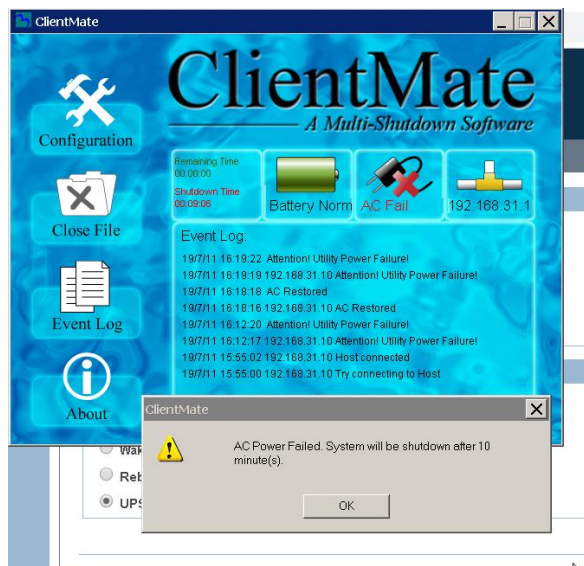 ClientMate
ClientMate
A Multi-Shutdown Software
Configuration
Close File
Event Log
About
Remaining Time
00:00:00
Shutdown Time
00:09:06
Battery Norm
AC Fail
192.168.31.1
Event Log:
19/7/11 16:19:22 Attention! Utility Power Failure!
19/7/11 16:19:19 192.168.31.10 Attention! Utility Power Failure!
19/7/11 16:18:18 AC Restored
19/7/11 16:18:16 192.168.31.10 AC Restored
19/7/11 16:12:20 Attention! Utility Power Failure!
19/7/11 16:12:17 192.168.31.10 Attention! Utility Power Failure!
19/7/11 15:55:02 192.168.31.10 Host connected
19/7/11 15:55:00 192.168.31.10 Try connecting to Host
ClientMate
AC Power Failed. System will be shutdown after 10
minute(s).
OK
Wak
Reb
UPS